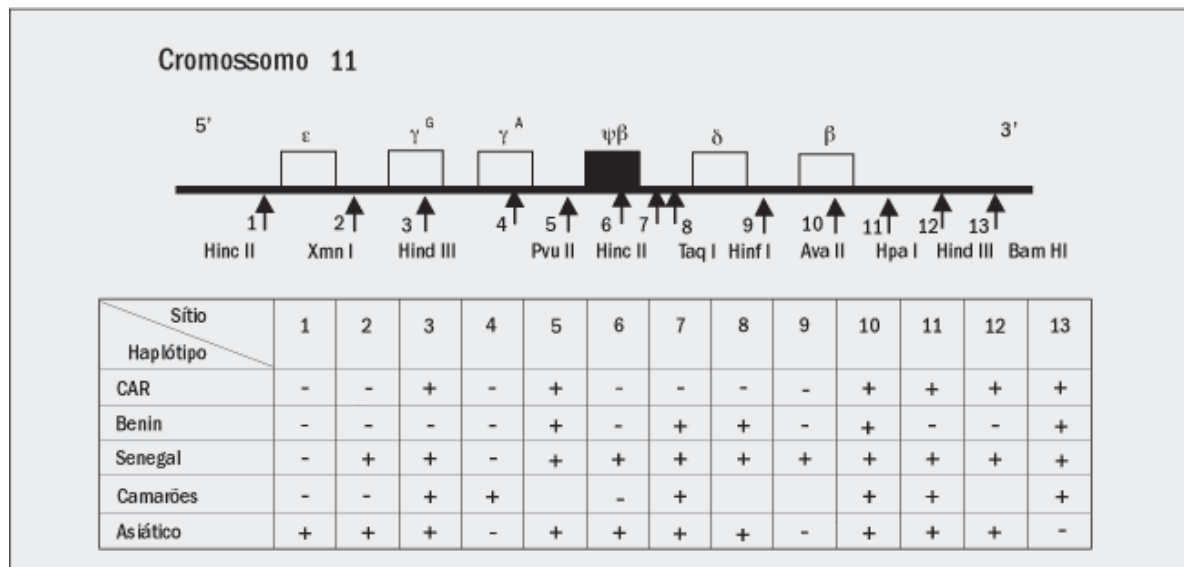 Cromossomo 11
5' ε γ G γ A ψβ δ β 3'
1 2 3 4 5 6 7 8 9 10 11 12 13
Hinc II Xmn I Hind III Pvu II Hinc II Taq I Hinf I Ava II Hpa I Hind III Bam HI
Sítio 1 2 3 4 5 6 7 8 9 10 11 12 13
Haplótipo
CAR - - + - + - - - - + + + +
Benin - - - - + - + + - + - - +
Senegal - + + - + + + + + + + + +
Camarões - - + + - + + + +
Asiático + + + - + + + + - + + + -